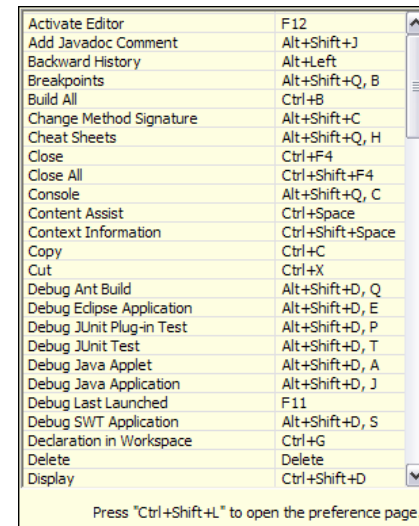 Activate Editor F12
Add Javadoc Comment Alt+Shift+J
Backward History Alt+Left
Breakpoints Alt+Shift+Q, B
Build All Ctrl+B
Change Method Signature Alt+Shift+C
Cheat Sheets Alt+Shift+Q, H
Close Ctrl+F4
Close All Ctrl+Shift+F4
Console Alt+Shift+Q, C
Content Assist Ctrl+Space
Context Information Ctrl+Shift+Space
Copy Ctrl+C
Cut Ctrl+X
Debug Ant Build Alt+Shift+D, Q
Debug Eclipse Application Alt+Shift+D, E
Debug JUnit Plug-in Test Alt+Shift+D, P
Debug JUnit Test Alt+Shift+D, T
Debug Java Applet Alt+Shift+D, A
Debug Java Application Alt+Shift+D, J
Debug Last Launched F11
Debug SWT Application Alt+Shift+D, S
Declaration in Workspace Ctrl+G
Delete Delete
Display Ctrl+Shift+D
Press "Ctrl+Shift+L" to open the preference page